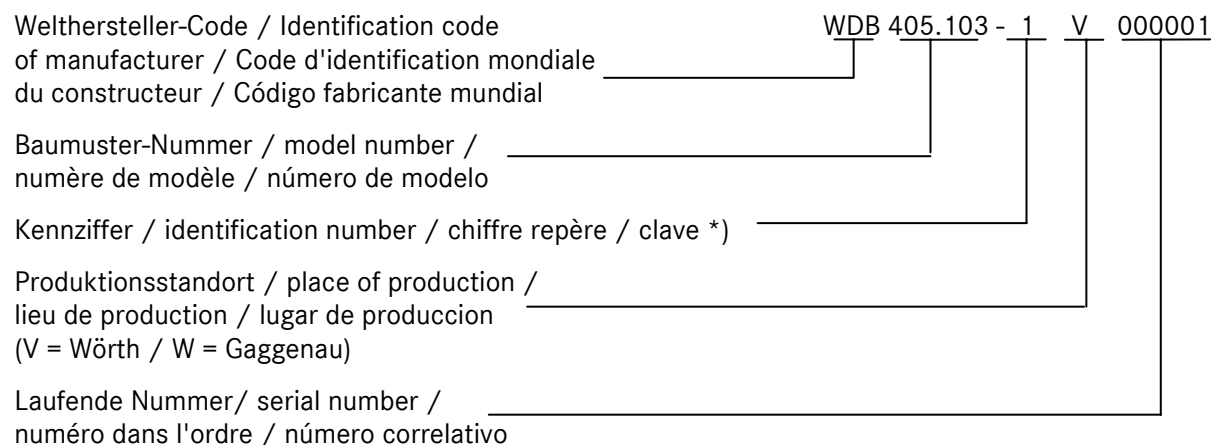 Welthersteller-Code / Identification code
of manufacturer / Code d'identification mondiale
du constructeur / Código fabricante mundial
WDB 405.103 - 1 V 000001
Baumuster-Nummer / model number /
numère de modèle / número de modelo
Kennziffer / identification number / chiffre repère / clave *)
Produktionsstandort / place of production /
lieu de production / lugar de produccion
(V = Wörth / W = Gaggenau)
Laufende Nummer/ serial number /
numéro dans l'ordre / número correlativo